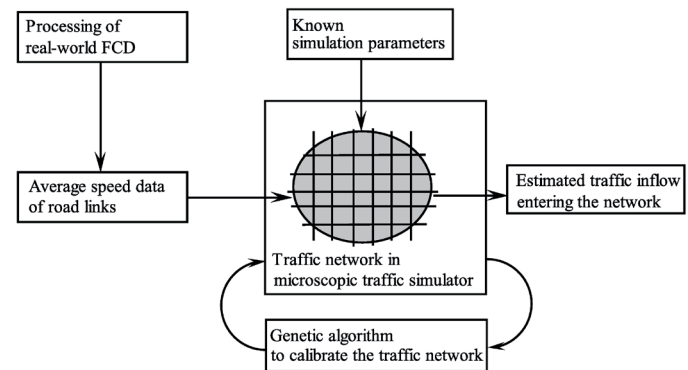 Processing of
real-world FCD
Known
simulation parameters
Average speed data
of road links
Estimated traffic inflow
entering the network
Traffic network in
microscopic traffic simulator
Genetic algorithm
to calibrate the traffic network